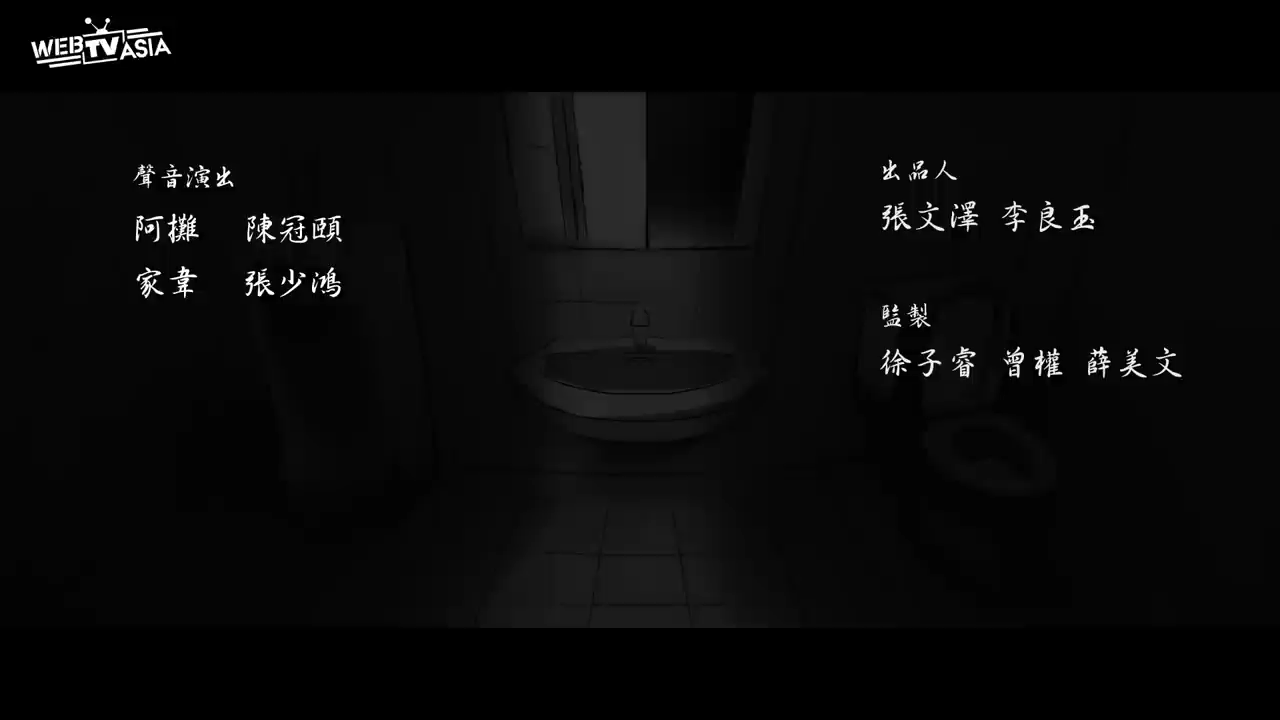 WEBTVASIA
聲音演出
阿攤 陳冠頤
家韋 張少鴻
出品人
張文澤 李良玉
監製
徐子睿 曾權 薛美文